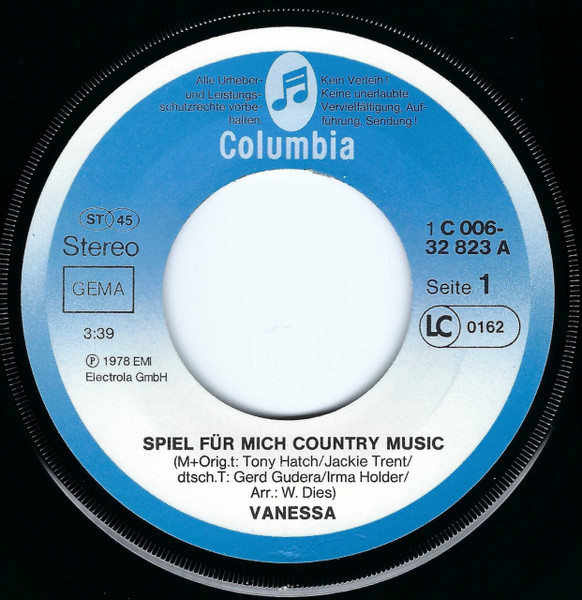 Alle Urheber-
und Leistungs-
schutzrechte vorbe-
halten.
Kein Verleih!
Keine unerlaubte
Vervielfältigung, Auf-
führung, Sendung!
Columbia
ST 45
Stereo
GEMA
3:39
Ⓟ 1978 EMI
Electrola GmbH
1 C 006-
32 823 A
Seite 1
LC 0162
SPIEL FÜR MICH COUNTRY MUSIC
(M+Orig.t: Tony Hatch/Jackie Trent/
dtsch.T: Gerd Gudera/Irma Holder/
Arr.: W. Dies)
VANESSA